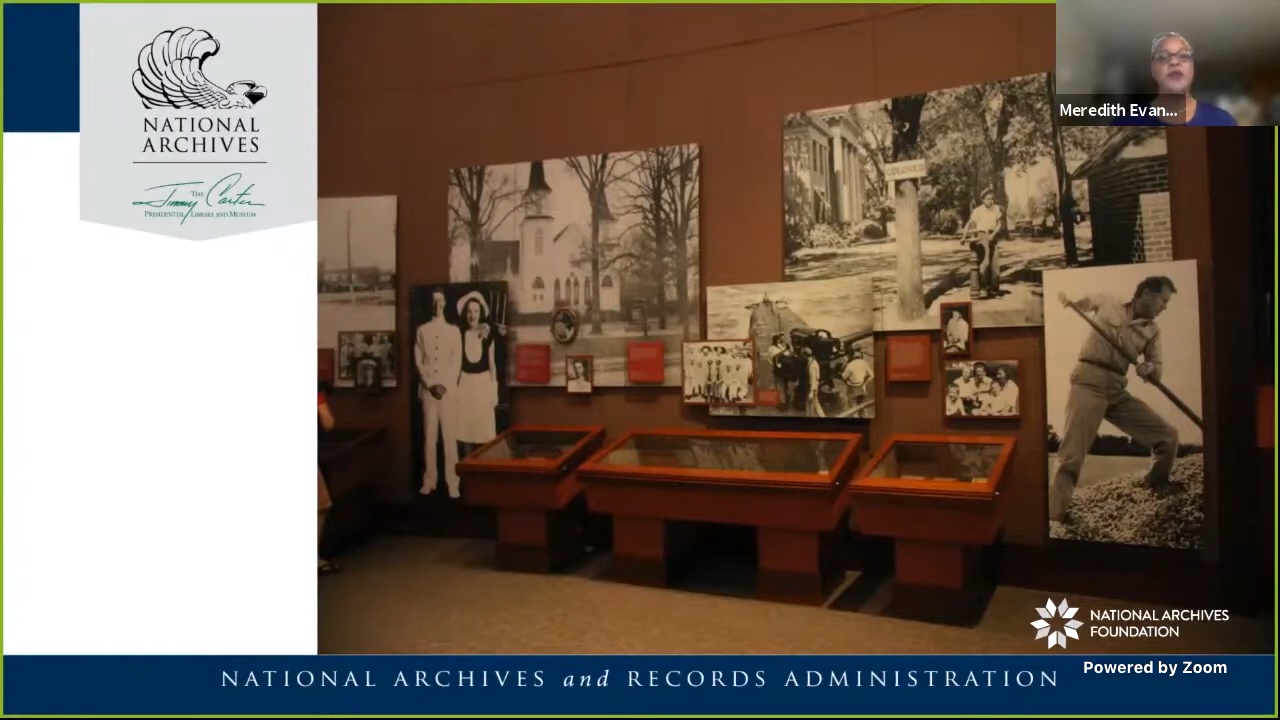 NATIONAL
ARCHIVES
THE
Jimmy Carter
PRESIDENTIAL LIBRARY AND MUSEUM
Meredith Evan...
NATIONAL ARCHIVES
FOUNDATION
Powered by Zoom
NATIONAL ARCHIVES and RECORDS ADMINISTRATION